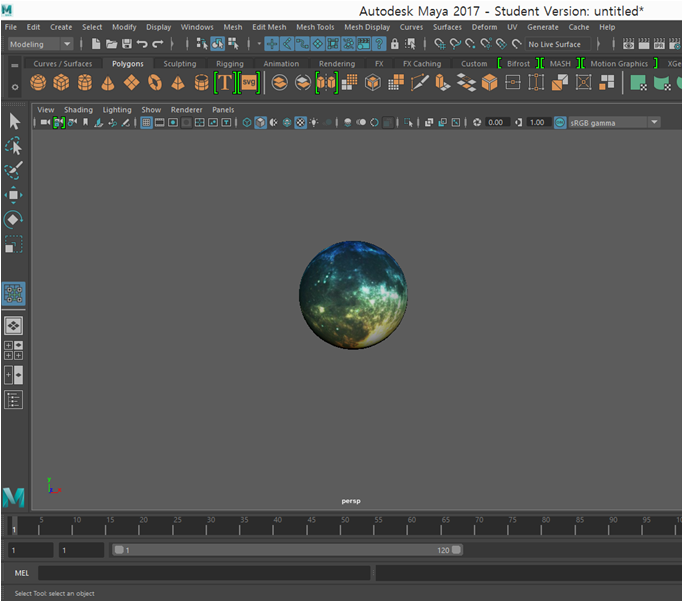 Autodesk Maya 2017 - Student Version: untitled*
File Edit Create Select Modify Display Windows Mesh Edit Mesh Mesh Tools Mesh Display Curves Surfaces Deform UV Generate Cache Help
Modeling No Live Surface
Curves / Surfaces Polygons Sculpting Rigging Animation Rendering FX FX Caching Custom Bifrost MASH Motion Graphics XGe
T SVG
View Shading Lighting Show Renderer Panels
0.00 1.00 sRGB gamma
persp
5 10 15 20 25 30 35 40 45 50 55 60 65 70 75 80 85 90 95
1
1 1 1 120
MEL
Select Tool: select an object